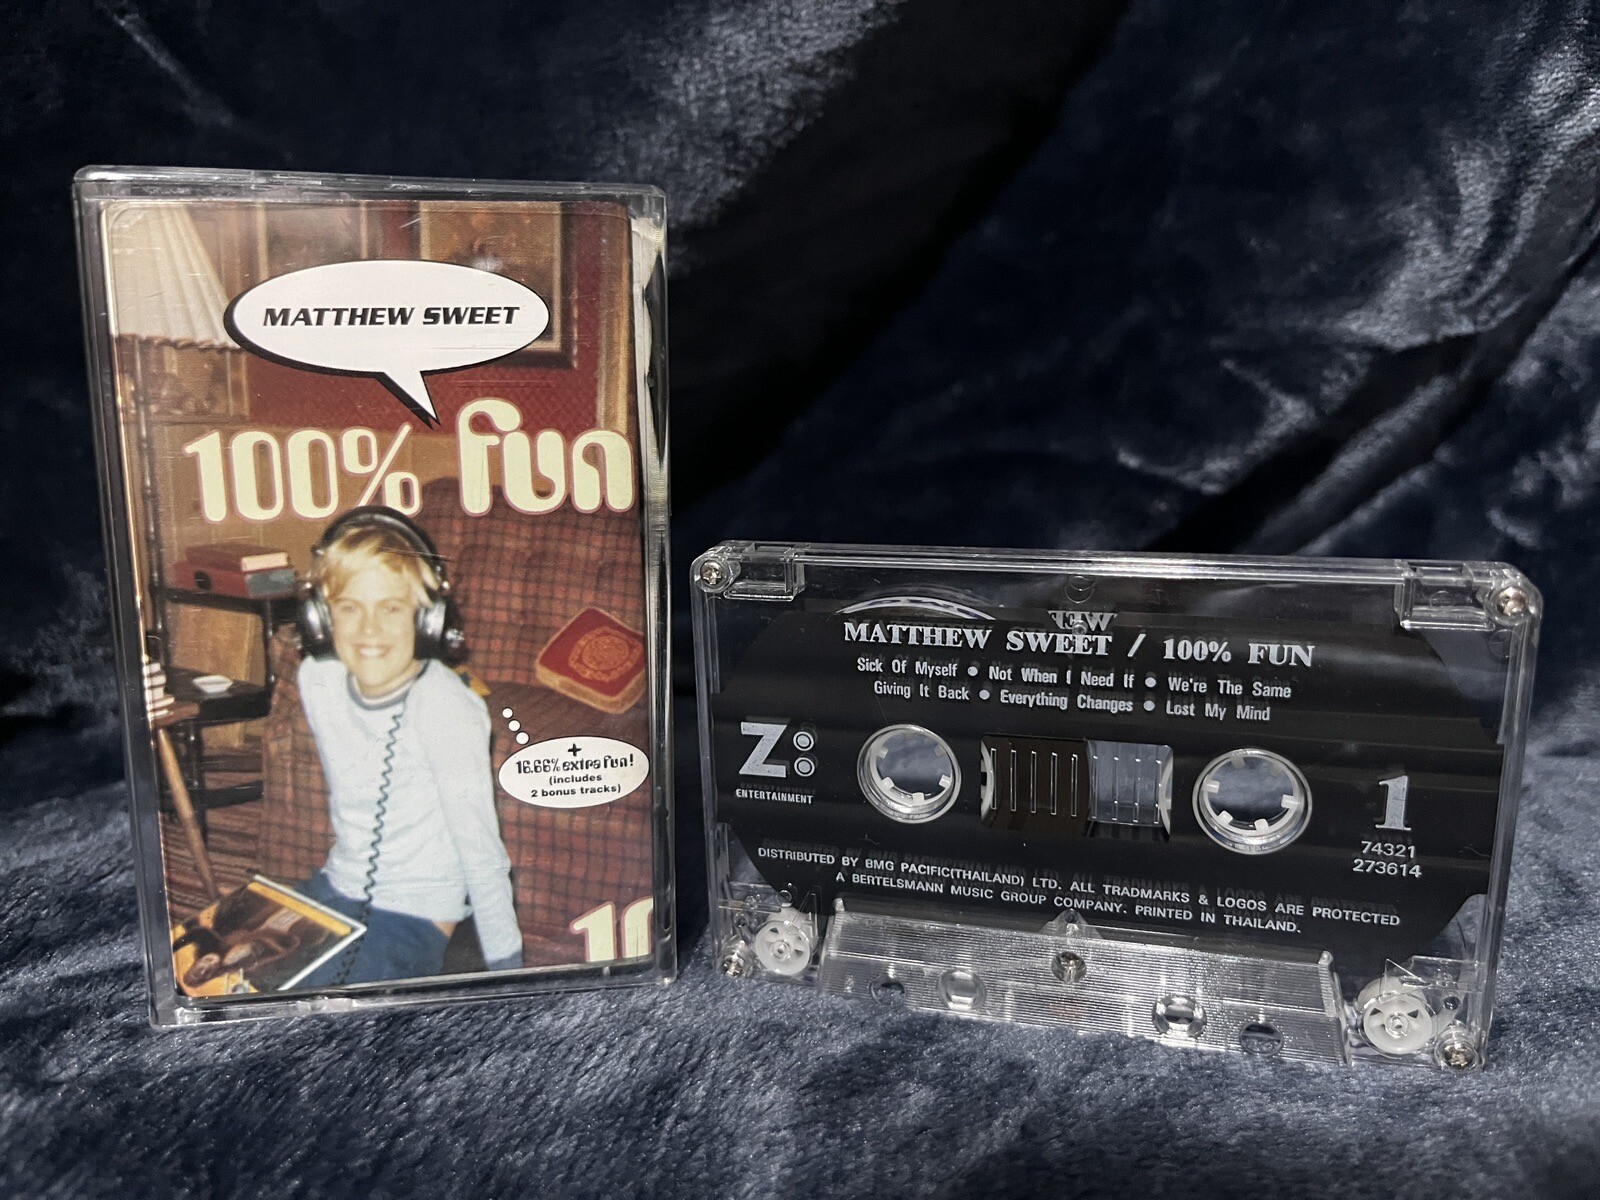 MATTHEW SWEET
100% fun
+
16.66% extra fun!
(includes
2 bonus tracks)
10
MATTHEW SWEET / 100% FUN
Sick Of Myself ● Not When I Need If ● We're The Same
Giving It Back ● Everything Changes ● Lost My Mind
Z:
ENTERTAINMENT
1
74321
273614
DISTRIBUTED BY BMG PACIFIC(THAILAND) LTD. ALL TRADMARKS & LOGOS ARE PROTECTED
A BERTELSMANN MUSIC GROUP COMPANY. PRINTED IN THAILAND.